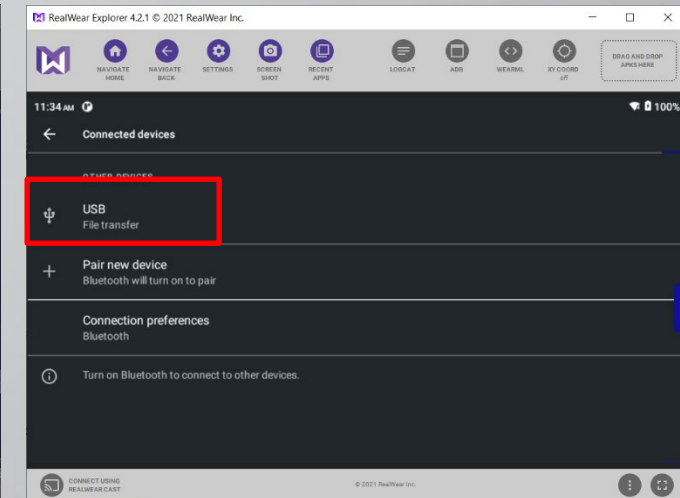 RealWear Explorer 4.2.1 © 2021 RealWear Inc.
NAVIGATE HOME
NAVIGATE BACK
SETTINGS
SCREEN SHOT
RECENT APPS
LOGCAT
ADB
WEARML
XY COORD off
DRAG AND DROP APKS HERE
11:34 AM
100%
Connected devices
OTHER DEVICES
USB
File transfer
Pair new device
Bluetooth will turn on to pair
Connection preferences
Bluetooth
Turn on Bluetooth to connect to other devices.
CONNECT USING
REALWEAR CAST
© 2021 RealWear Inc.